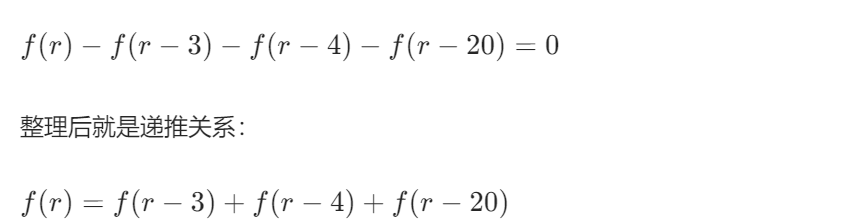 f(r) − f(r − 3) − f(r − 4) − f(r − 20) = 0
整理后就是递推关系：
f(r) = f(r − 3) + f(r − 4) + f(r − 20)